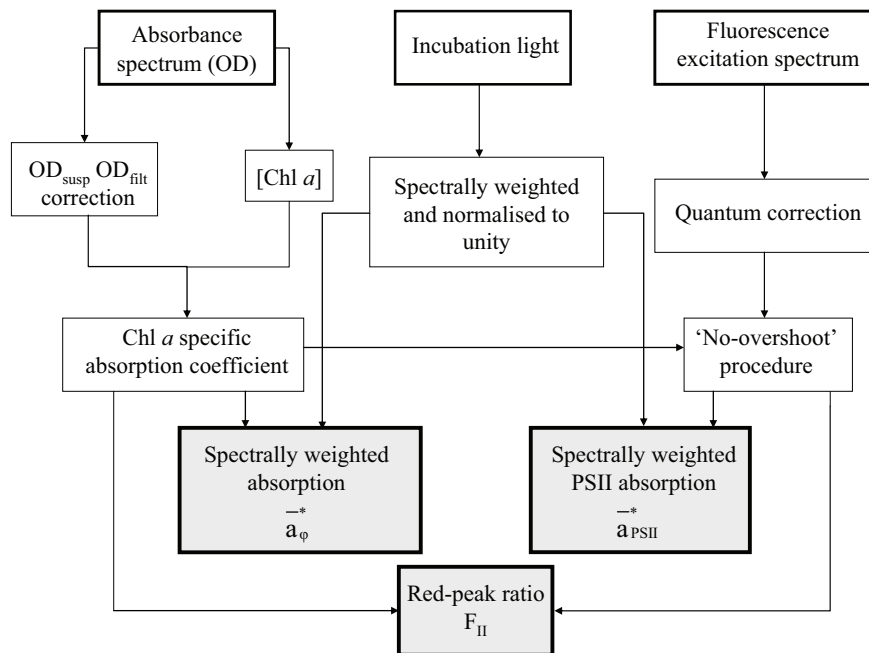 Absorbance
spectrum (OD)
Incubation light
Fluorescence
excitation spectrum
OD_susp OD_filt
correction
[Chl a]
Spectrally weighted
and normalised to
unity
Quantum correction
Chl a specific
absorption coefficient
‘No-overshoot’
procedure
Spectrally weighted
absorption
a̅*_φ
Spectrally weighted
PSII absorption
a̅*_PSII
Red-peak ratio
F_II